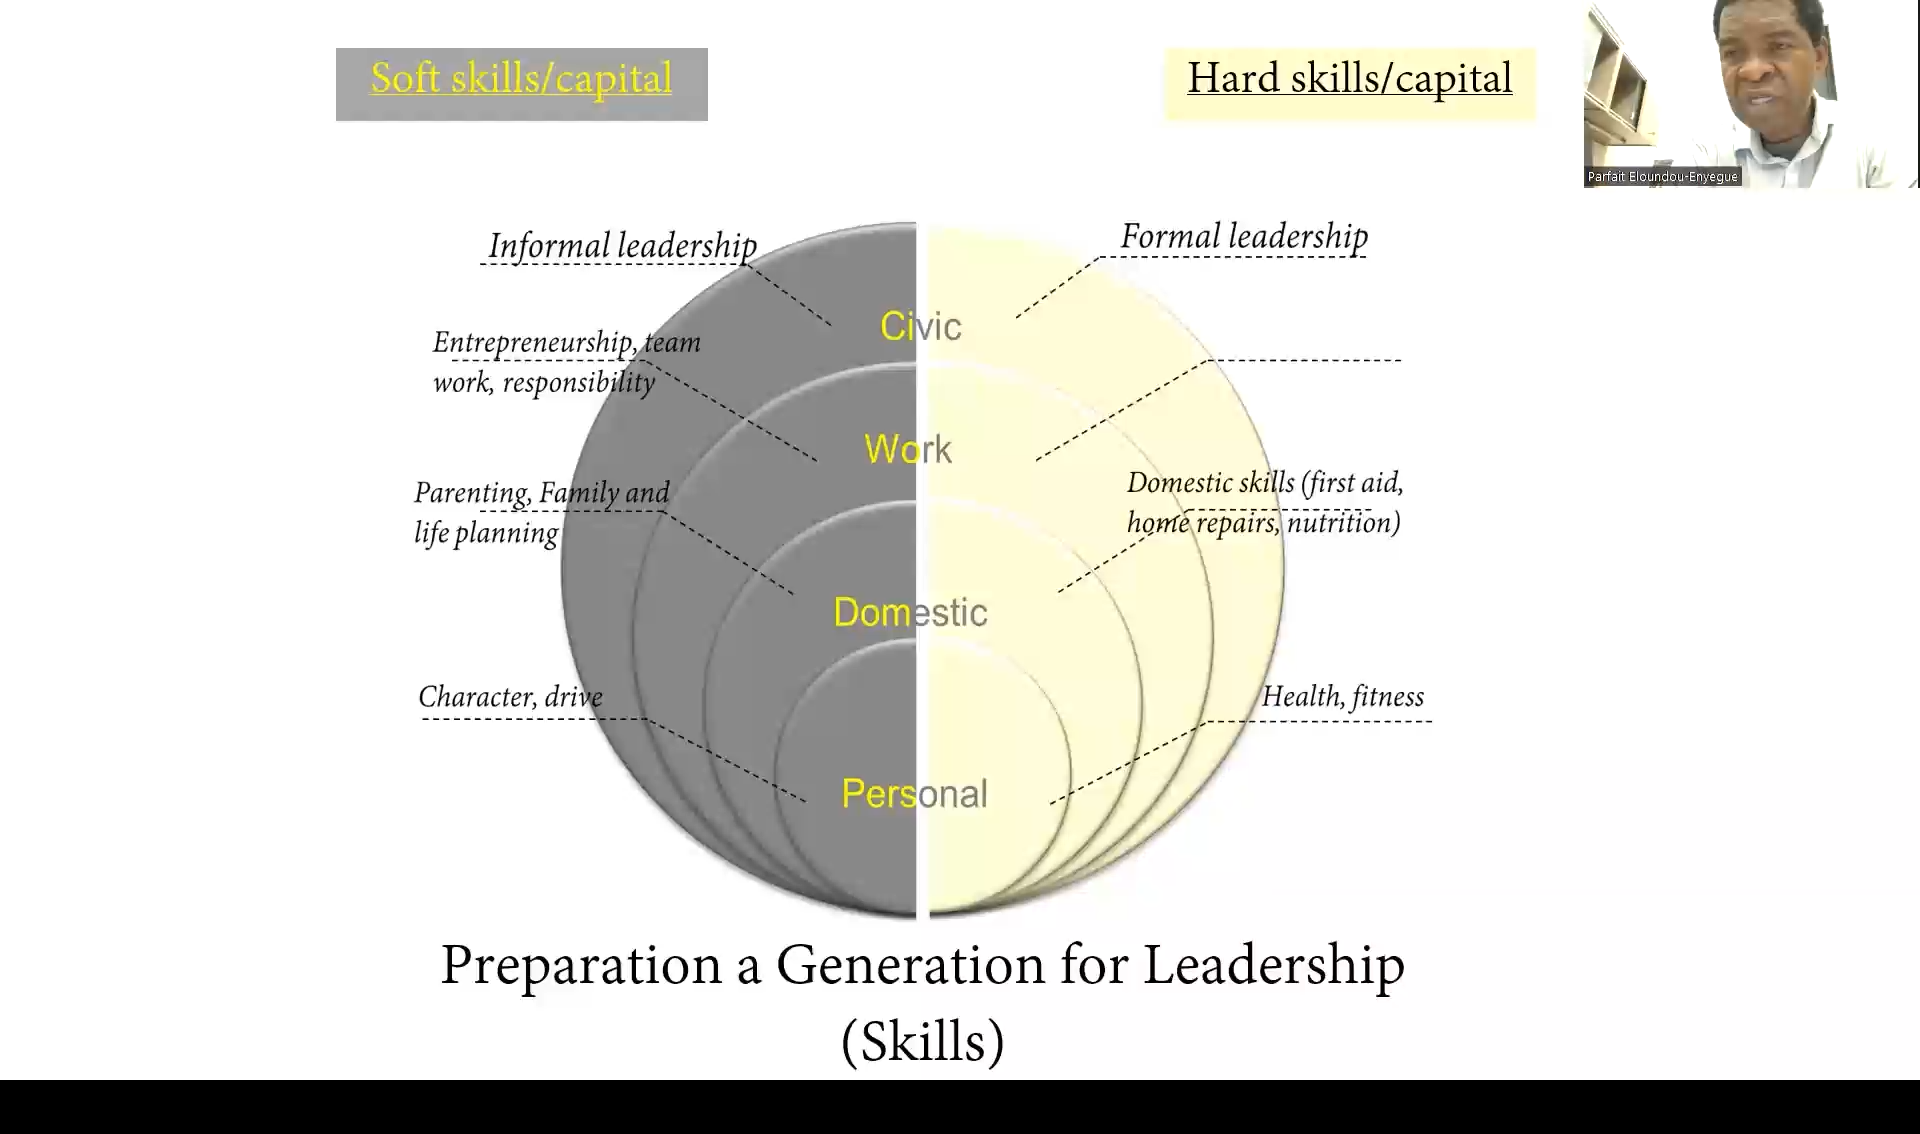 Soft skills/capital
Hard skills/capital
Parfait Eloundou-Enyegue
Informal leadership
Formal leadership
Civic
Entrepreneurship, team
work, responsibility
Work
Parenting, Family and
life planning
Domestic skills (first aid,
home repairs, nutrition)
Domestic
Character, drive
Health, fitness
Personal
Preparation a Generation for Leadership
(Skills)